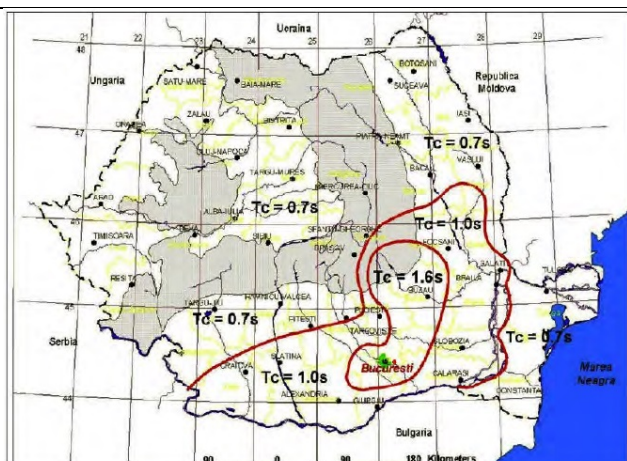 Ucraina
22
23
24
25
26
27
28
29
48
BOTOSANI
SATU-MARE
BAIA-MARE
SUCEAVA
Republica
Moldova
Ungaria
ZALAU
IASI
ORADEA
BISTRITA
47
PIATRA-NEAMT
Tc = 0.7s
CLUJ-NAPOCA
VASLUI
TARGU-MURES
BACAU
MIERCUREA-CIUC
ARAD
ALBA-IULIA
Tc = 0.7s
Tc = 1.0s
46
DEVA
SFANTU-GHEORGHE
TIMISOARA
SIBIU
BRASOV
FOCSANI
GALATI
Tc = 1.6s
TULCEA
RESITA
BRAILA
BUZAU
45
TARGU-JIU
RAMNICU-VALCEA
PLOIESTI
Tc = 0.7s
PITESTI
TARGOVISTE
Tc = 0.7s
Serbia
SLOBOZIA
SLATINA
Bucuresti
CRAIOVA
Tc = 1.0s
CALARASI
Marea
Neagra
CONSTANTA
44
ALEXANDRIA
GIURGIU
Bulgaria
90
0
90
180 Kilometers